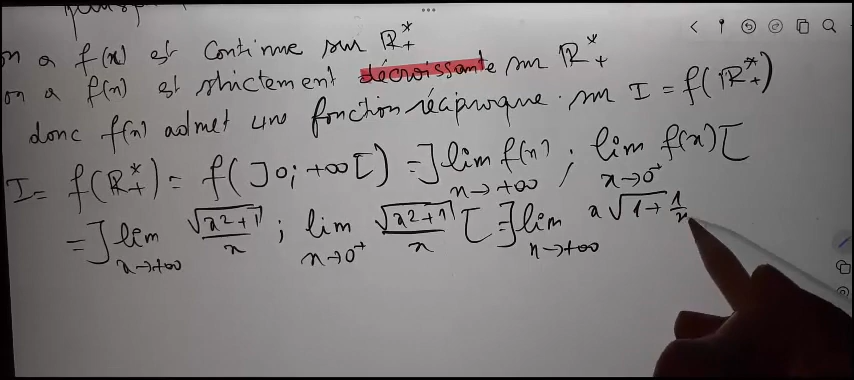 on a f(x) est continue sur ℝ*₊
on a f(x) est strictement décroissante sur ℝ*₊
donc f(x) admet une fonction réciproque sur I = f(ℝ*₊)
I = f(ℝ*₊) = f(]0; +∞[) = ]lim x→+∞ f(x) ; lim x→0⁺ f(x)[
= ]lim x→+∞ √(x²+1)/x ; lim x→0⁺ √(x²+1)/x [ = ]lim x→+∞ x√(1+1/x